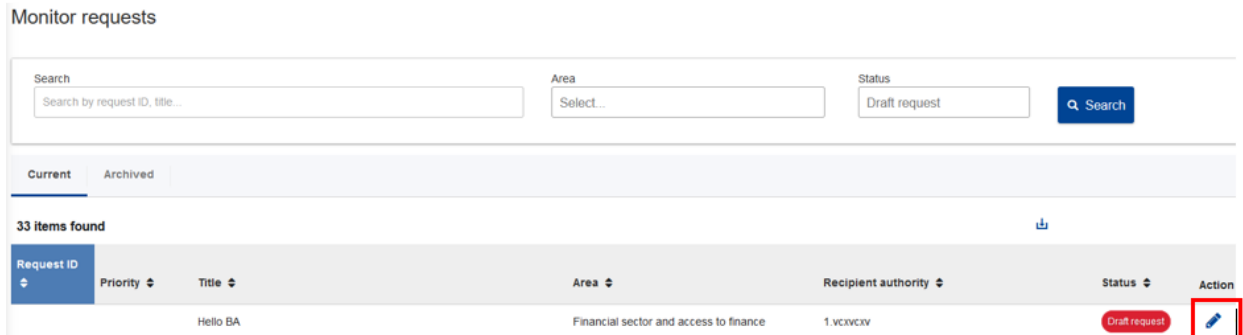 Monitor requests
Search Area Status
Search by request ID, title... Select... Draft request Search
Current Archived
33 items found
Request ID Priority Title Area Recipient authority Status Action
Hello BA Financial sector and access to finance 1.vcxvcxv Draft request